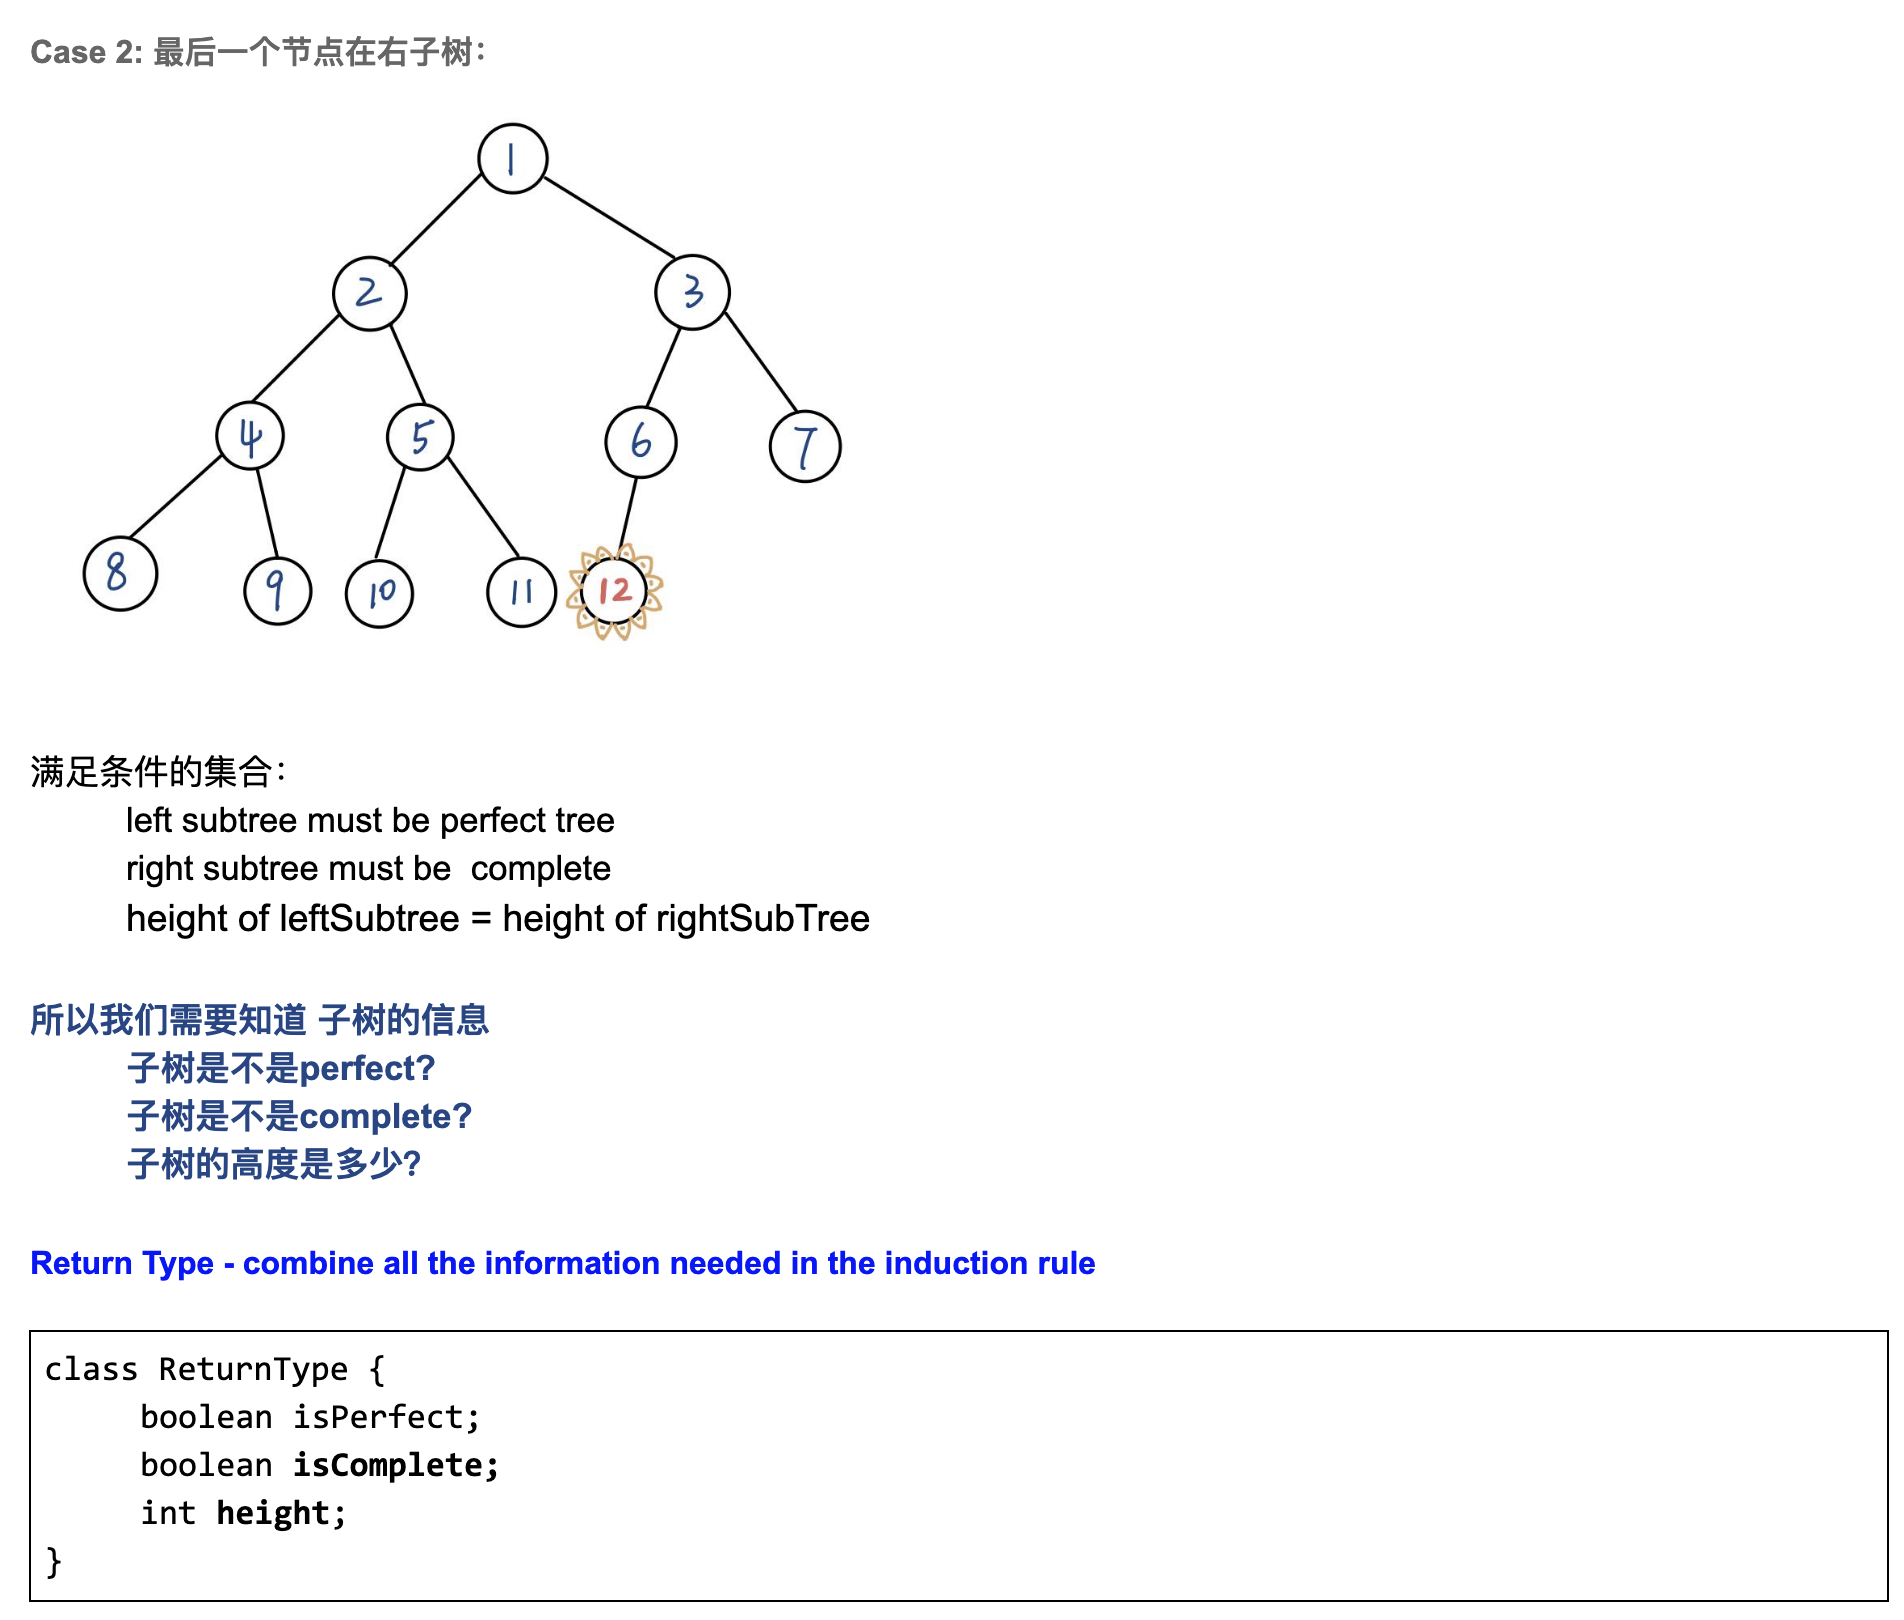 Case 2: 最后一个节点在右子树：
1
2 3
4 5 6 7
8 9 10 11 12
满足条件的集合：
left subtree must be perfect tree
right subtree must be  complete
height of leftSubtree = height of rightSubTree
所以我们需要知道 子树的信息
子树是不是perfect?
子树是不是complete?
子树的高度是多少?
Return Type - combine all the information needed in the induction rule
class ReturnType {
boolean isPerfect;
boolean isComplete;
int height;
}